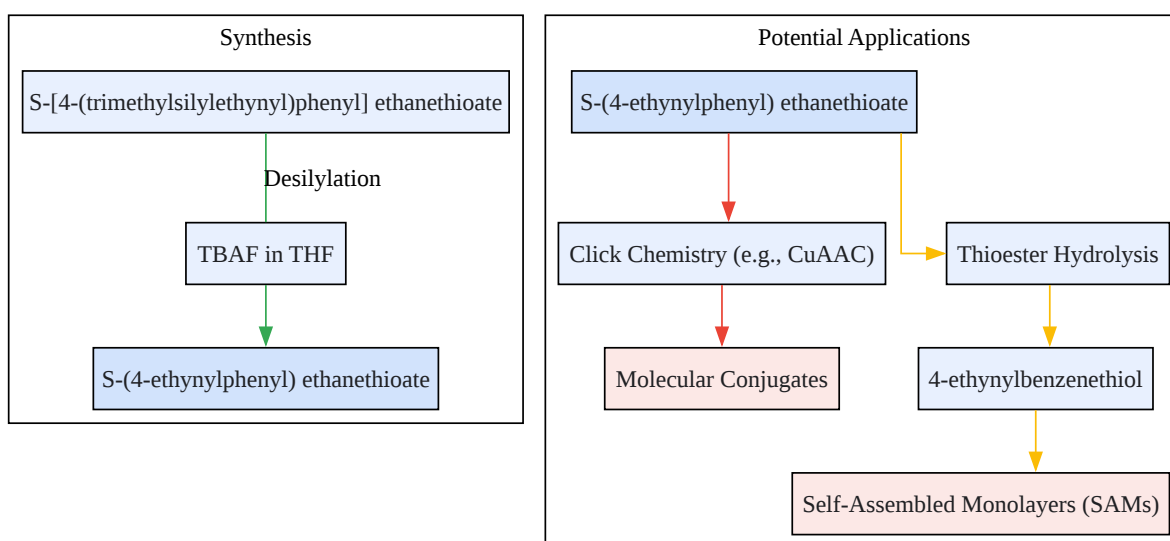 Synthesis
S-[4-(trimethylsilylethynyl)phenyl] ethanethioate
Desilylation
TBAF in THF
S-(4-ethynylphenyl) ethanethioate
Potential Applications
S-(4-ethynylphenyl) ethanethioate
Click Chemistry (e.g., CuAAC)
Thioester Hydrolysis
Molecular Conjugates
4-ethynylbenzenethiol
Self-Assembled Monolayers (SAMs)